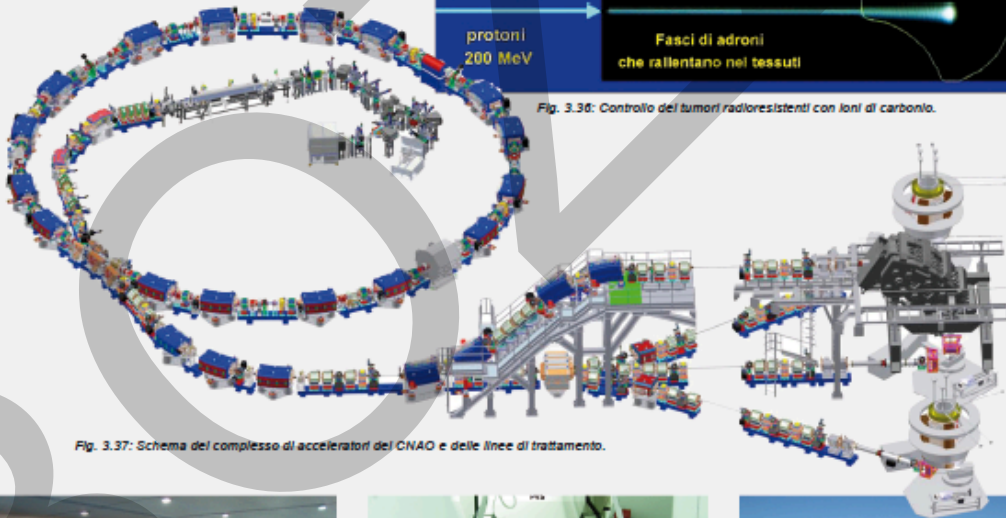 protoni
200 MeV
Fasci di adroni
che rallentano nei tessuti
Fig. 3.36: Controllo dei tumori radioresistenti con ioni di carbonio.
Fig. 3.37: Schema del complesso di acceleratori del CNAO e delle linee di trattamento.